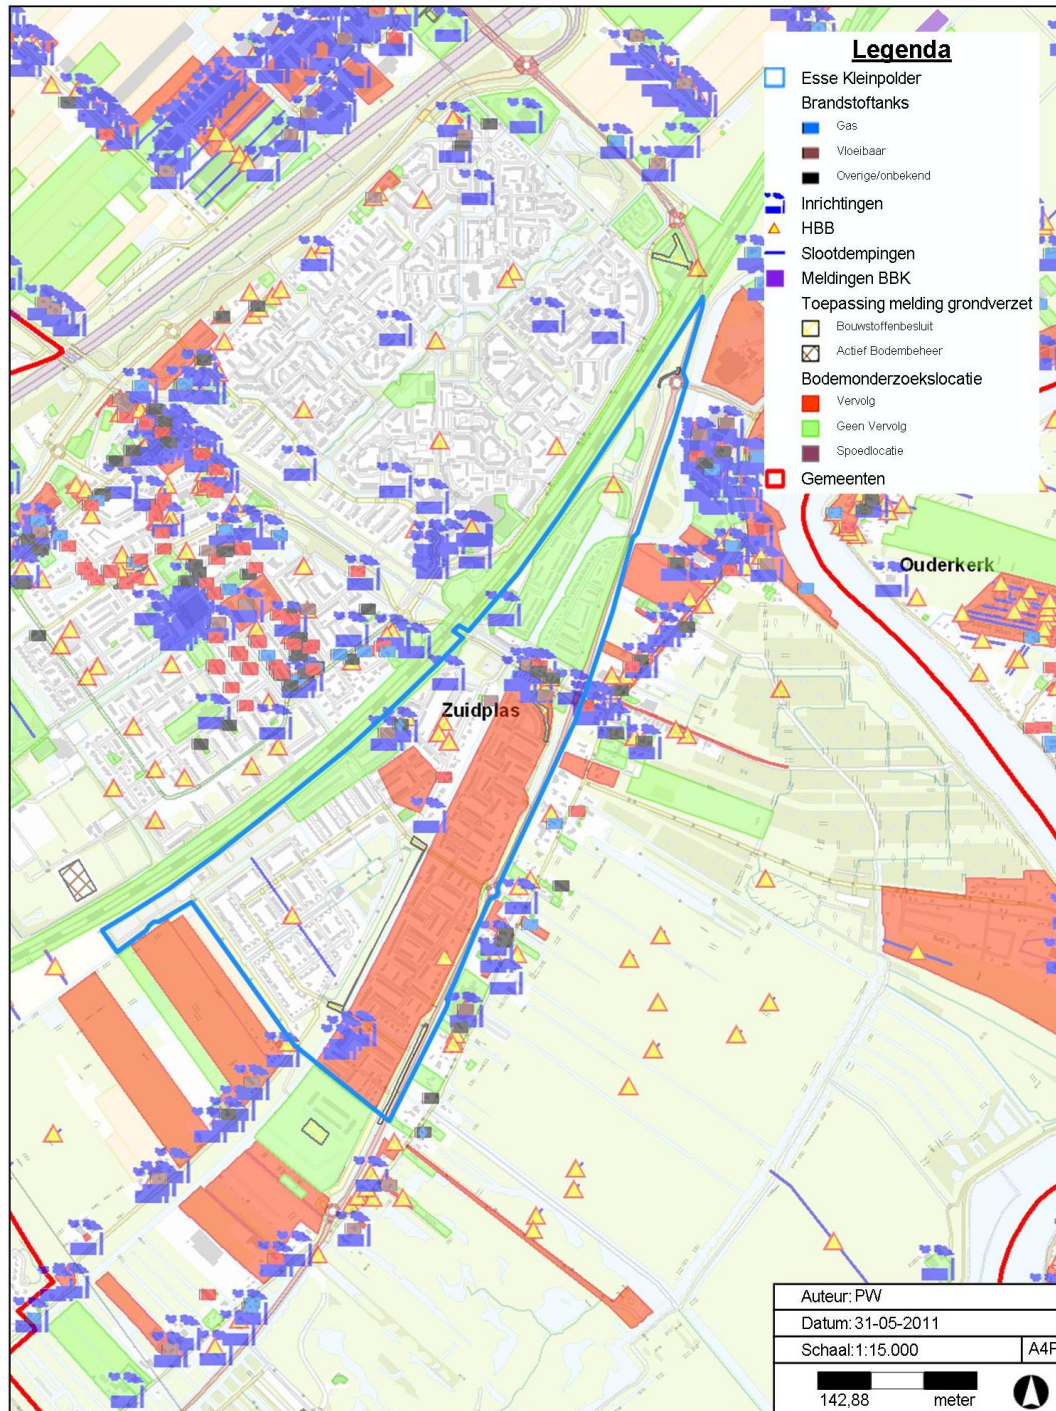 Legenda
Esse Kleinpolder
Brandstoftanks
Gas
Vloeibaar
Overige/onbekend
Inrichtingen
HBB
Slootdempingen
Meldingen BBK
Toepassing melding grondverzet
Bouwstoffenbesluit
Actief Bodembeheer
Bodemonderzoekslocatie
Vervolg
Geen Vervolg
Spoedlocatie
Gemeenten
Ouderkerk
Zuidplas
Auteur: PW
Datum: 31-05-2011
Schaal: 1:15.000
142,88 meter